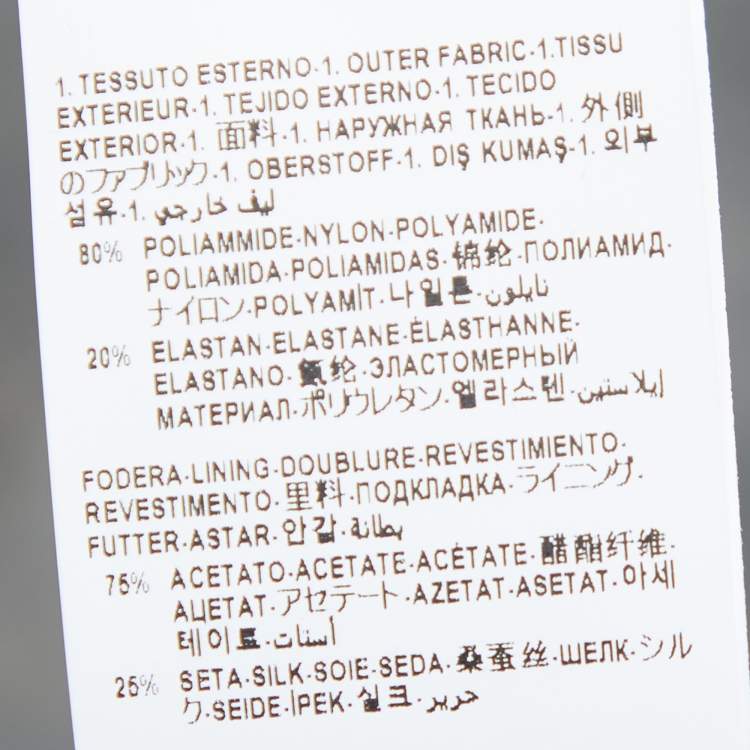 1. TESSUTO ESTERNO·1. OUTER FABRIC·1.TISSU
EXTERIEUR·1. TEJIDO EXTERNO·1. TECIDO
EXTERIOR·1. 面料·1. НАРУЖНАЯ ТКАНЬ·1. 外側
のファブリック·1. OBERSTOFF·1. DIŞ KUMAŞ·1. 외부
섬유·1. ليف خارجي
80% POLIAMMIDE·NYLON·POLYAMIDE·
POLIAMIDA·POLIAMIDAS·锦纶·ПОЛИАМИД·
ナイロン·POLYAMİT·나일론·نايلون
20% ELASTAN·ELASTANE·ÉLASTHANNE·
ELASTANO·氨纶·ЭЛАСТОМЕРНЫЙ
МАТЕРИАЛ·ポリウレタン·엘라스텐·إيلاستين
FODERA·LINING·DOUBLURE·REVESTIMIENTO·
REVESTIMENTO·里料·ПОДКЛАДКА·ライニング·
FUTTER·ASTAR·안감·بطانة
75% ACETATO·ACETATE·ACÉTATE·醋酯纤维·
АЦЕТАТ·アセテート·AZETAT·ASETAT·아세
테이트·أسيتات
25% SETA·SILK·SOIE·SEDA·桑蚕丝·ШЕЛК·シル
ク·SEIDE·İPEK·실크·حرير